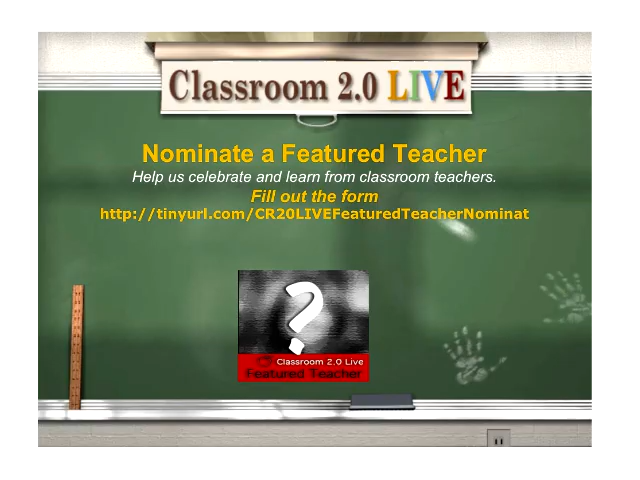 Classroom 2.0 LIVE
Nominate a Featured Teacher
Help us celebrate and learn from classroom teachers.
Fill out the form
http://tinyurl.com/CR20LIVEFeaturedTeacherNominat
?
Classroom 2.0 Live
Featured Teacher